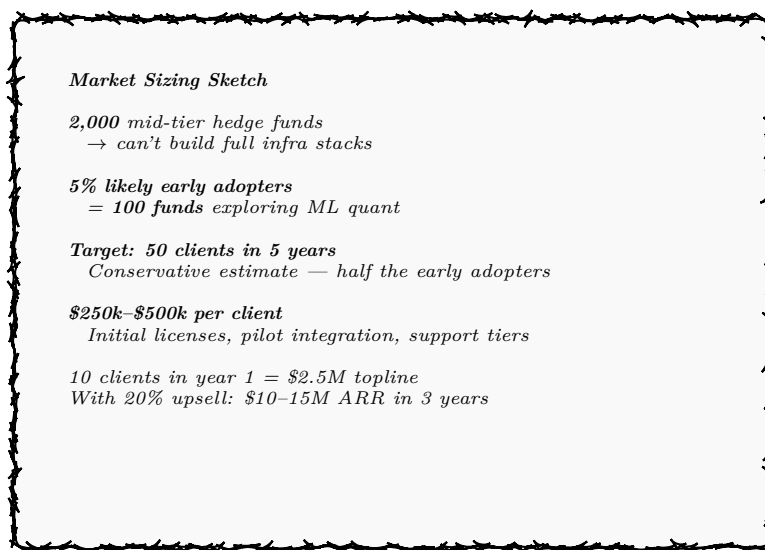 Market Sizing Sketch
2,000 mid-tier hedge funds
→ can't build full infra stacks
5% likely early adopters
= 100 funds exploring ML quant
Target: 50 clients in 5 years
Conservative estimate — half the early adopters
$250k–$500k per client
Initial licenses, pilot integration, support tiers
10 clients in year 1 = $2.5M topline
With 20% upsell: $10–15M ARR in 3 years